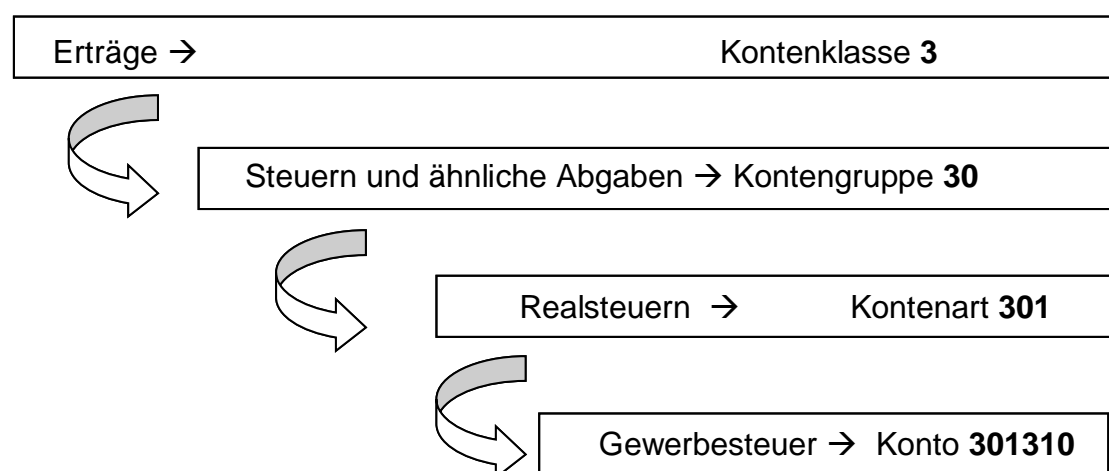 Erträge → Kontenklasse 3
Steuern und ähnliche Abgaben → Kontengruppe 30
Realsteuern → Kontenart 301
Gewerbesteuer → Konto 301310